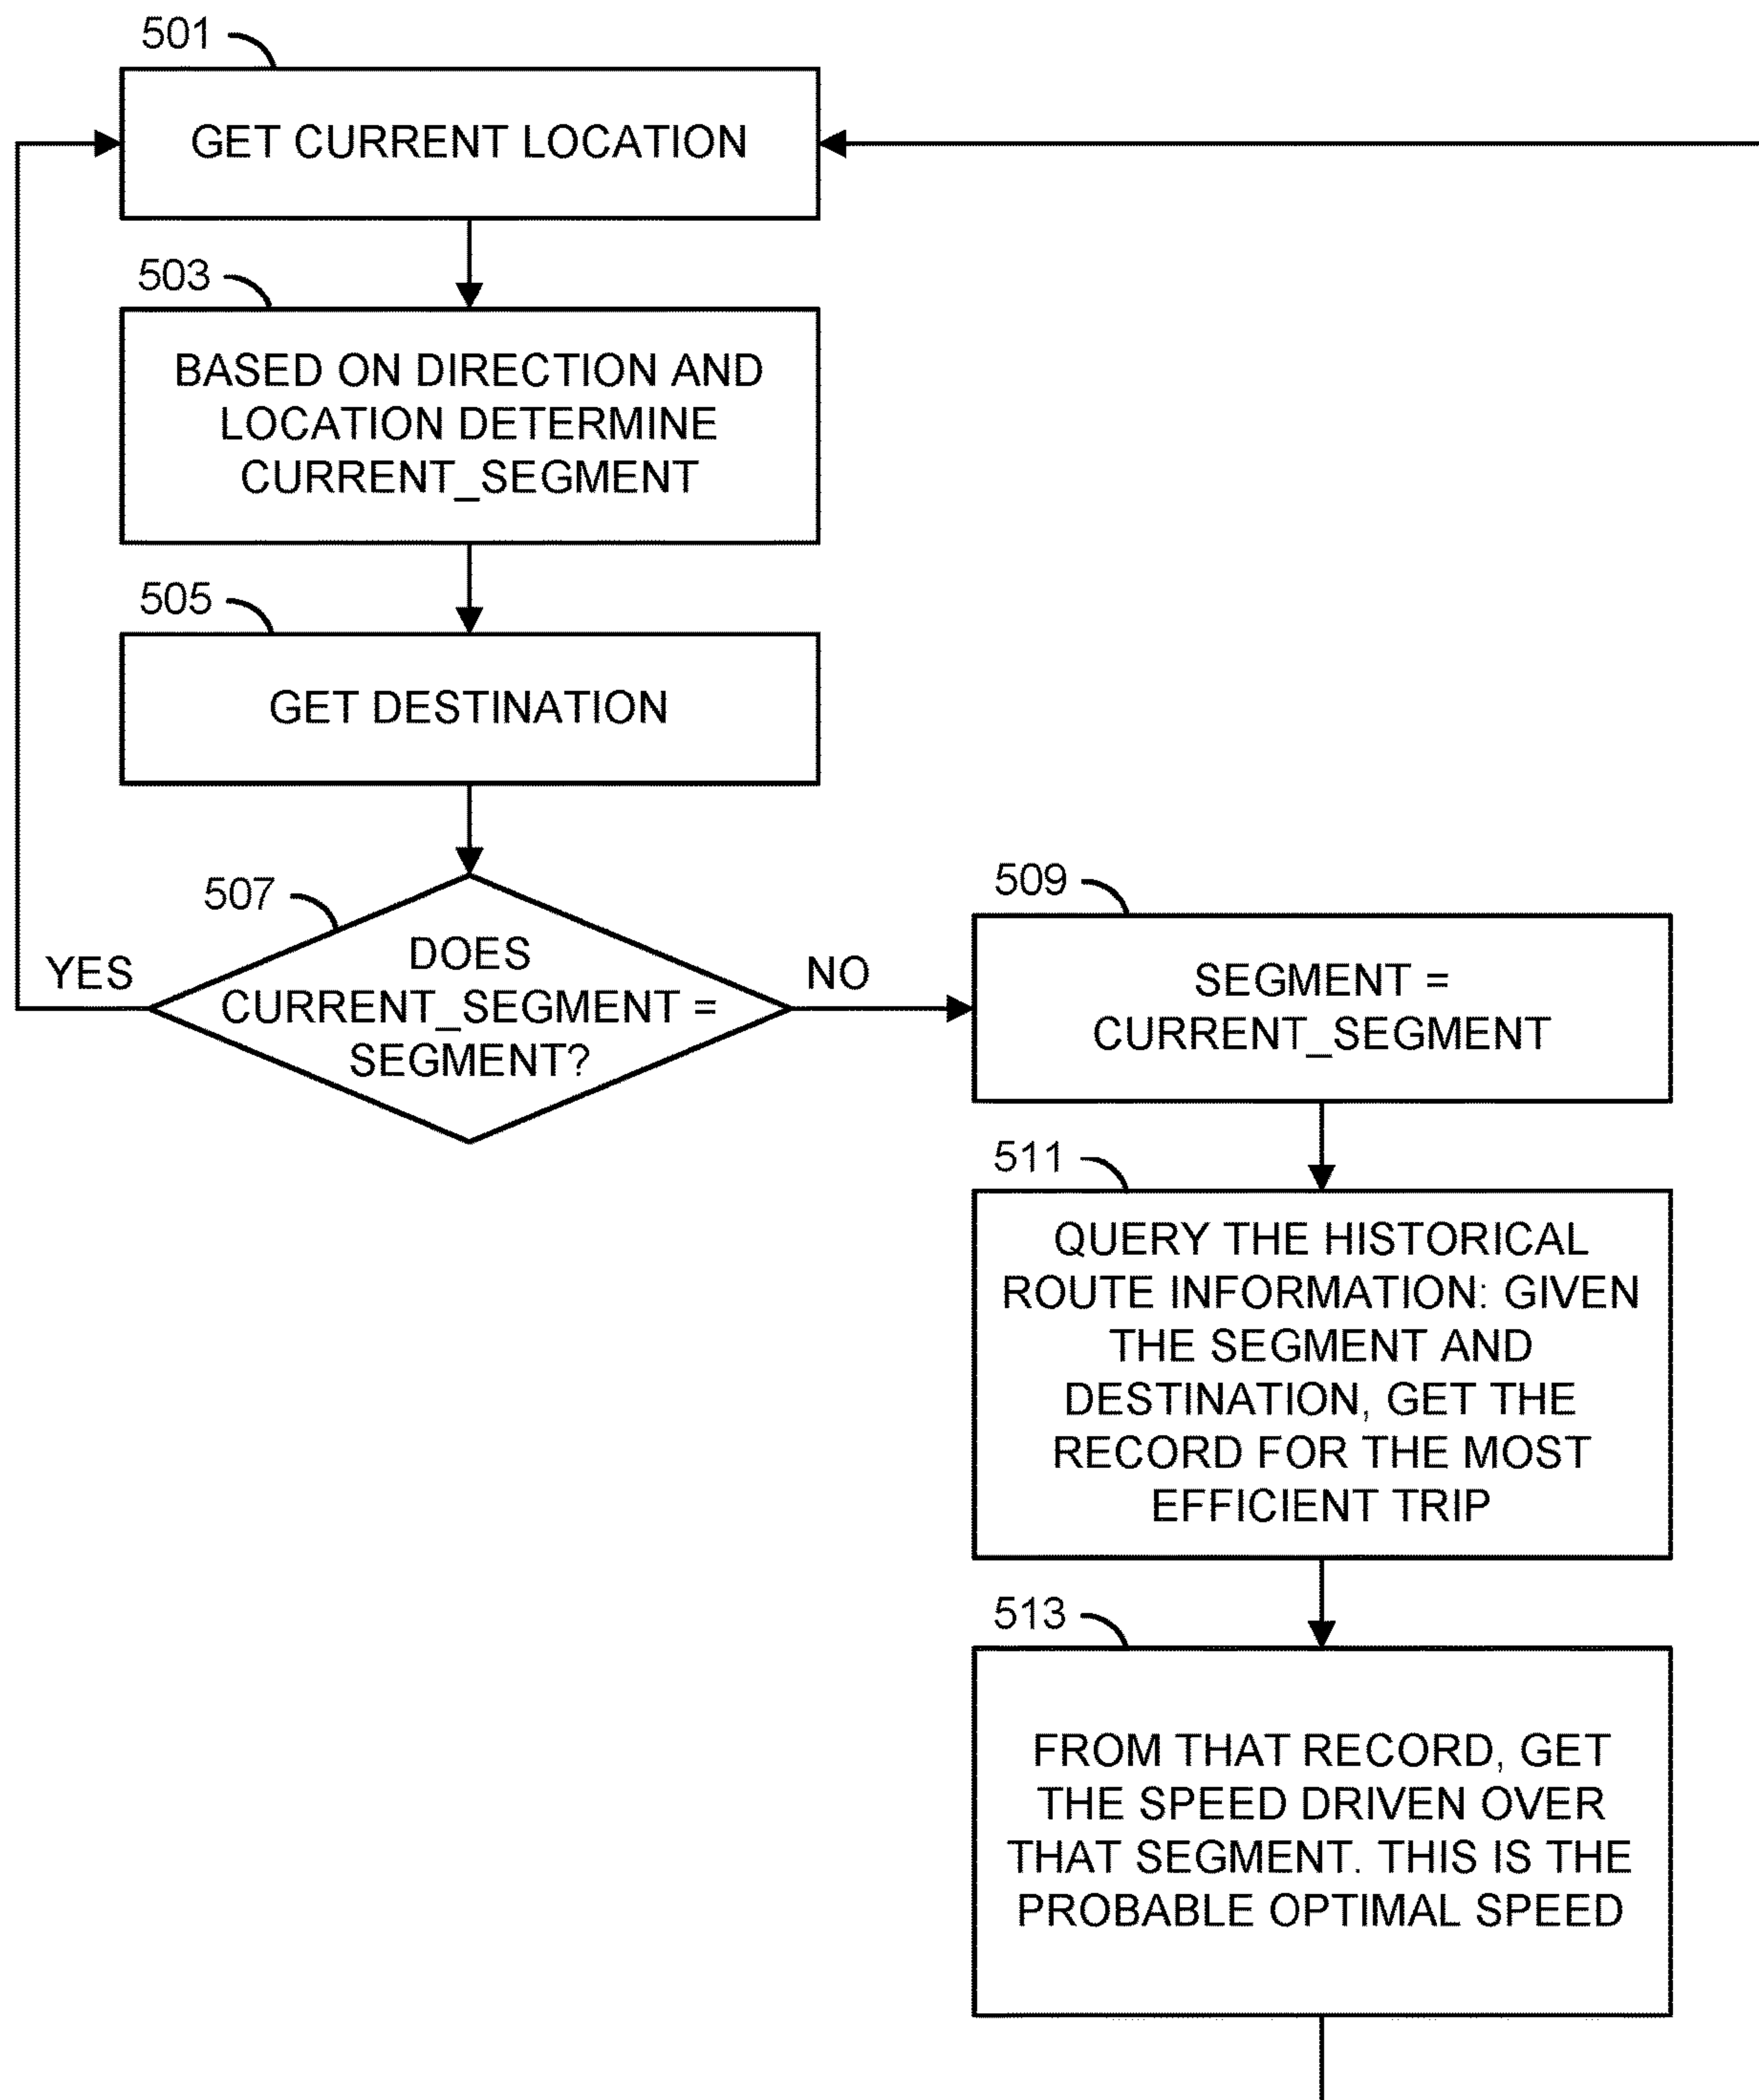 501
GET CURRENT LOCATION
503
BASED ON DIRECTION AND
LOCATION DETERMINE
CURRENT_SEGMENT
505
GET DESTINATION
507
DOES
CURRENT_SEGMENT =
SEGMENT?
YES
NO
509
SEGMENT =
CURRENT_SEGMENT
511
QUERY THE HISTORICAL
ROUTE INFORMATION: GIVEN
THE SEGMENT AND
DESTINATION, GET THE
RECORD FOR THE MOST
EFFICIENT TRIP
513
FROM THAT RECORD, GET
THE SPEED DRIVEN OVER
THAT SEGMENT. THIS IS THE
PROBABLE OPTIMAL SPEED